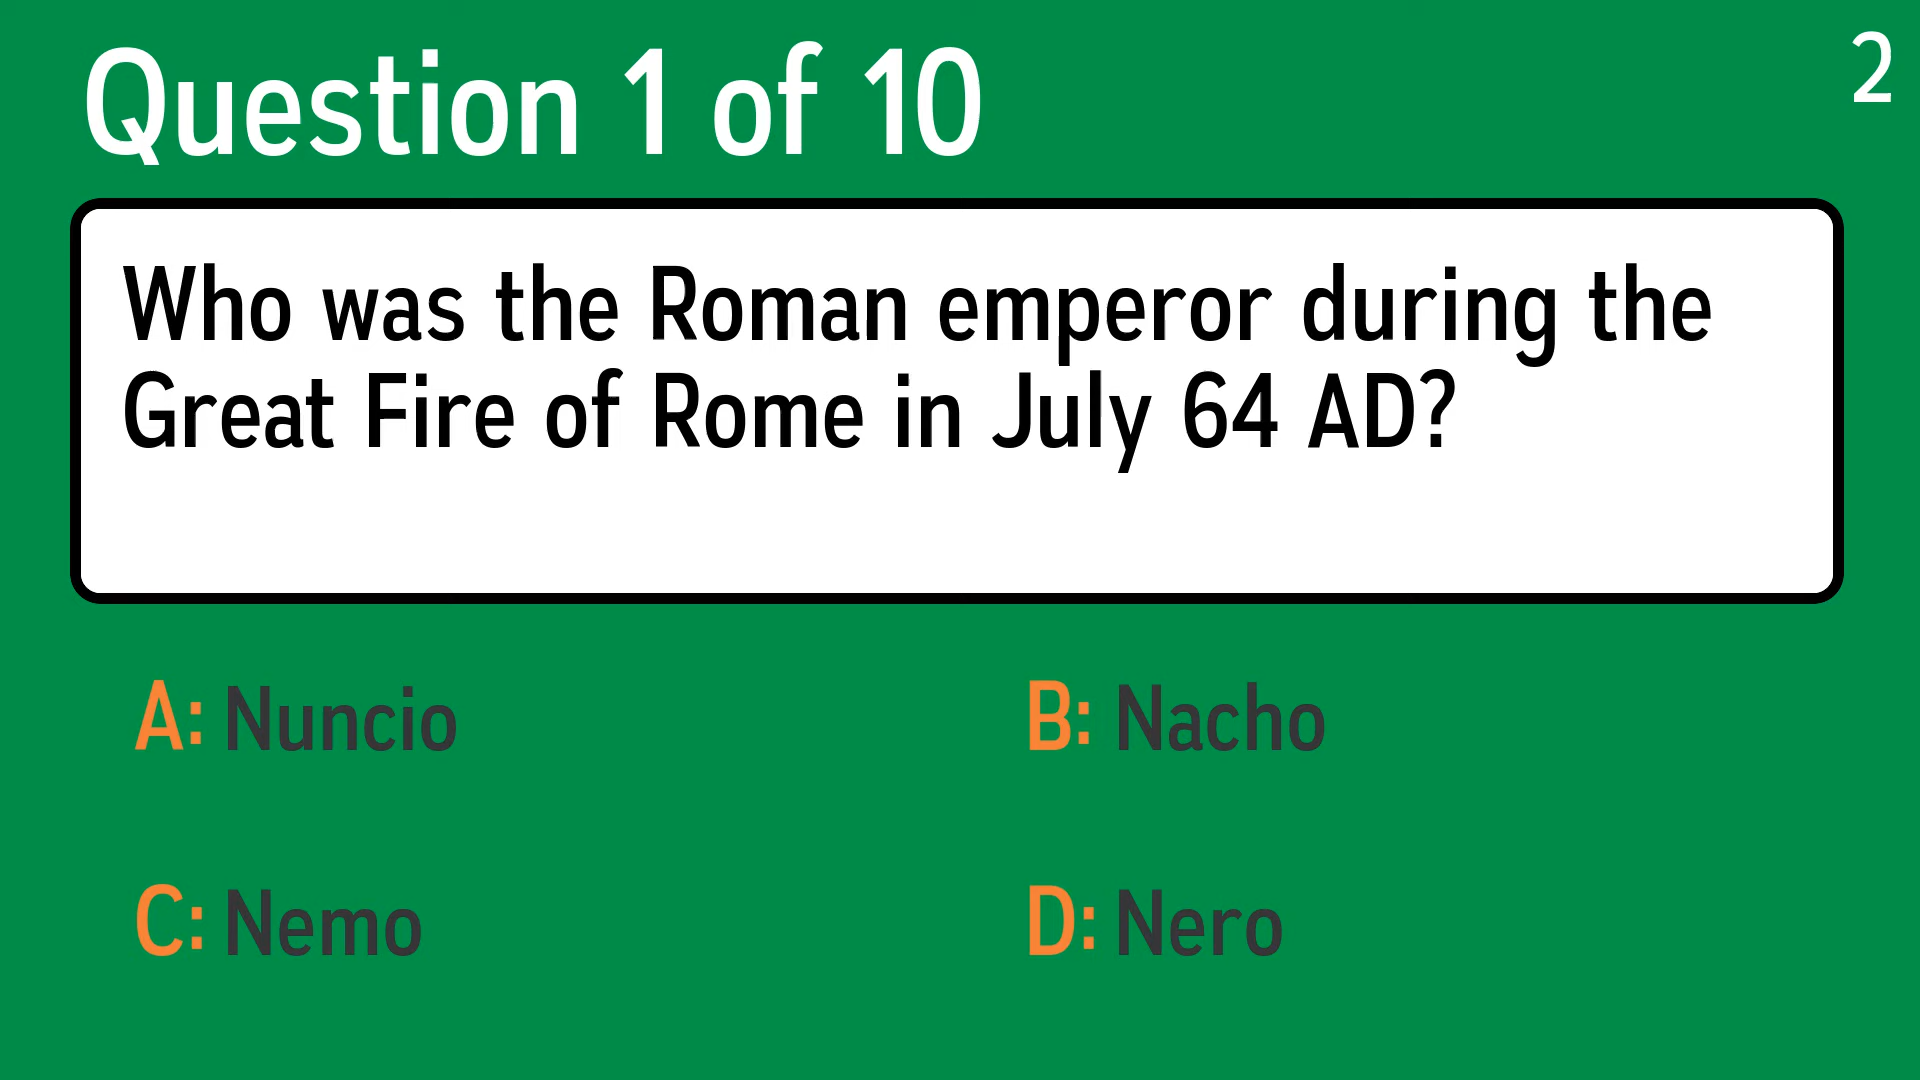 Question 1 of 10
2
Who was the Roman emperor during the
Great Fire of Rome in July 64 AD?
A: Nuncio
B: Nacho
C: Nemo
D: Nero